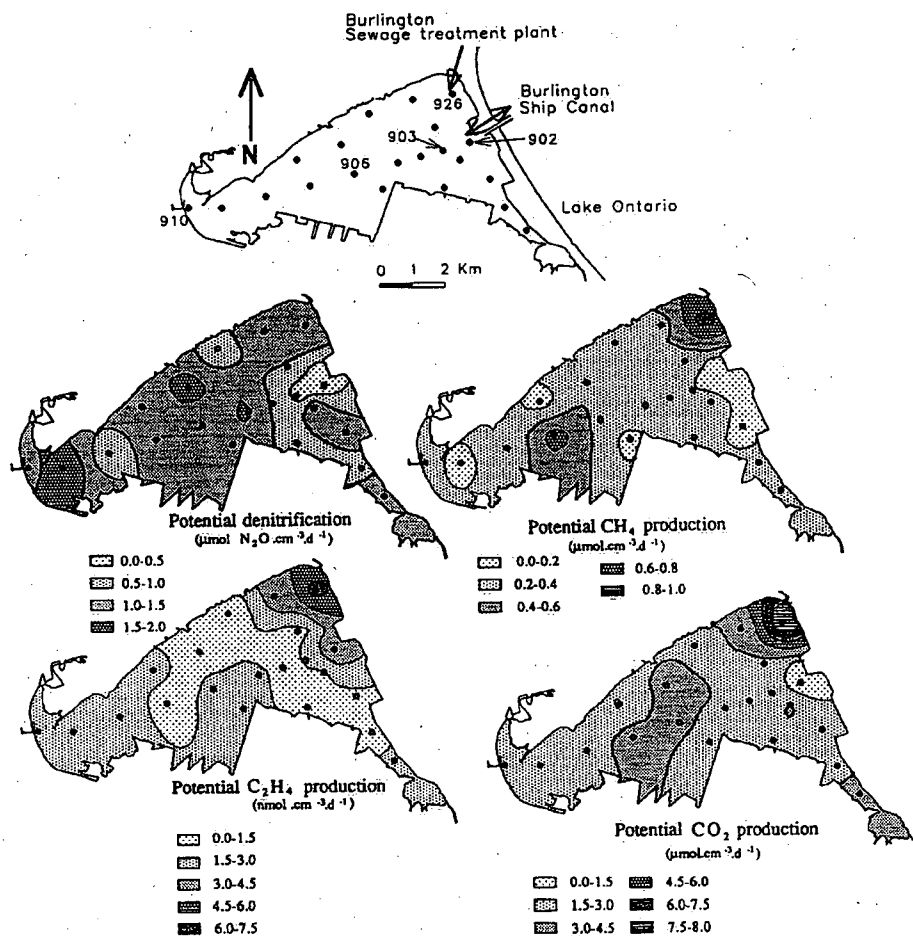 Burlington
Sewage treatment plant
Burlington
Ship Canal
926
903
902
N
906
910
Lake Ontario
0 1 2 Km
Potential denitrification
(μmol N₂O.cm⁻³.d⁻¹)
0.0-0.5
0.5-1.0
1.0-1.5
1.5-2.0
Potential CH₄ production
(μmol.cm⁻³.d⁻¹)
0.0-0.2
0.2-0.4
0.4-0.6
0.6-0.8
0.8-1.0
Potential C₂H₄ production
(nmol.cm⁻³.d⁻¹)
0.0-1.5
1.5-3.0
3.0-4.5
4.5-6.0
6.0-7.5
Potential CO₂ production
(μmol.cm⁻³.d⁻¹)
0.0-1.5
1.5-3.0
3.0-4.5
4.5-6.0
6.0-7.5
7.5-8.0